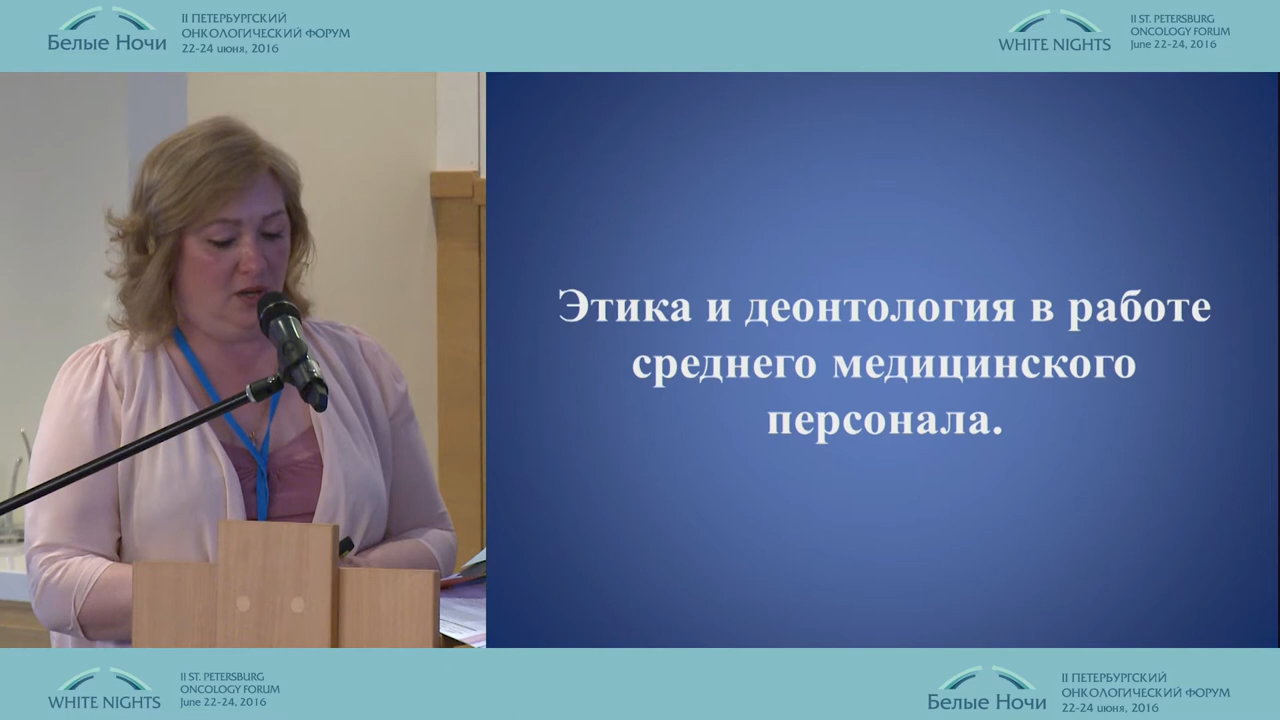 Белые Ночи
II ПЕТЕРБУРГСКИЙ
ОНКОЛОГИЧЕСКИЙ ФОРУМ
22-24 июня, 2016
WHITE NIGHTS
II ST. PETERSBURG
ONCOLOGY FORUM
June 22-24, 2016
Этика и деонтология в работе
среднего медицинского
персонала.
WHITE NIGHTS
II ST. PETERSBURG
ONCOLOGY FORUM
June 22-24, 2016
Белые Ночи
II ПЕТЕРБУРГСКИЙ
ОНКОЛОГИЧЕСКИЙ ФОРУМ
22-24 июня, 2016